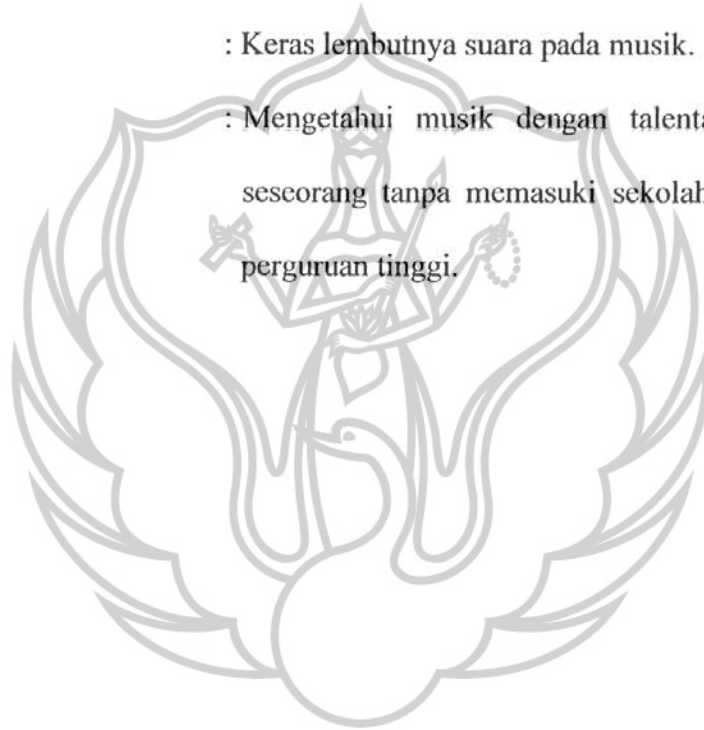 : Keras lembutnya suara pada musik.
: Mengetahui musik dengan talenta
seseorang tanpa memasuki sekolah
perguruan tinggi.